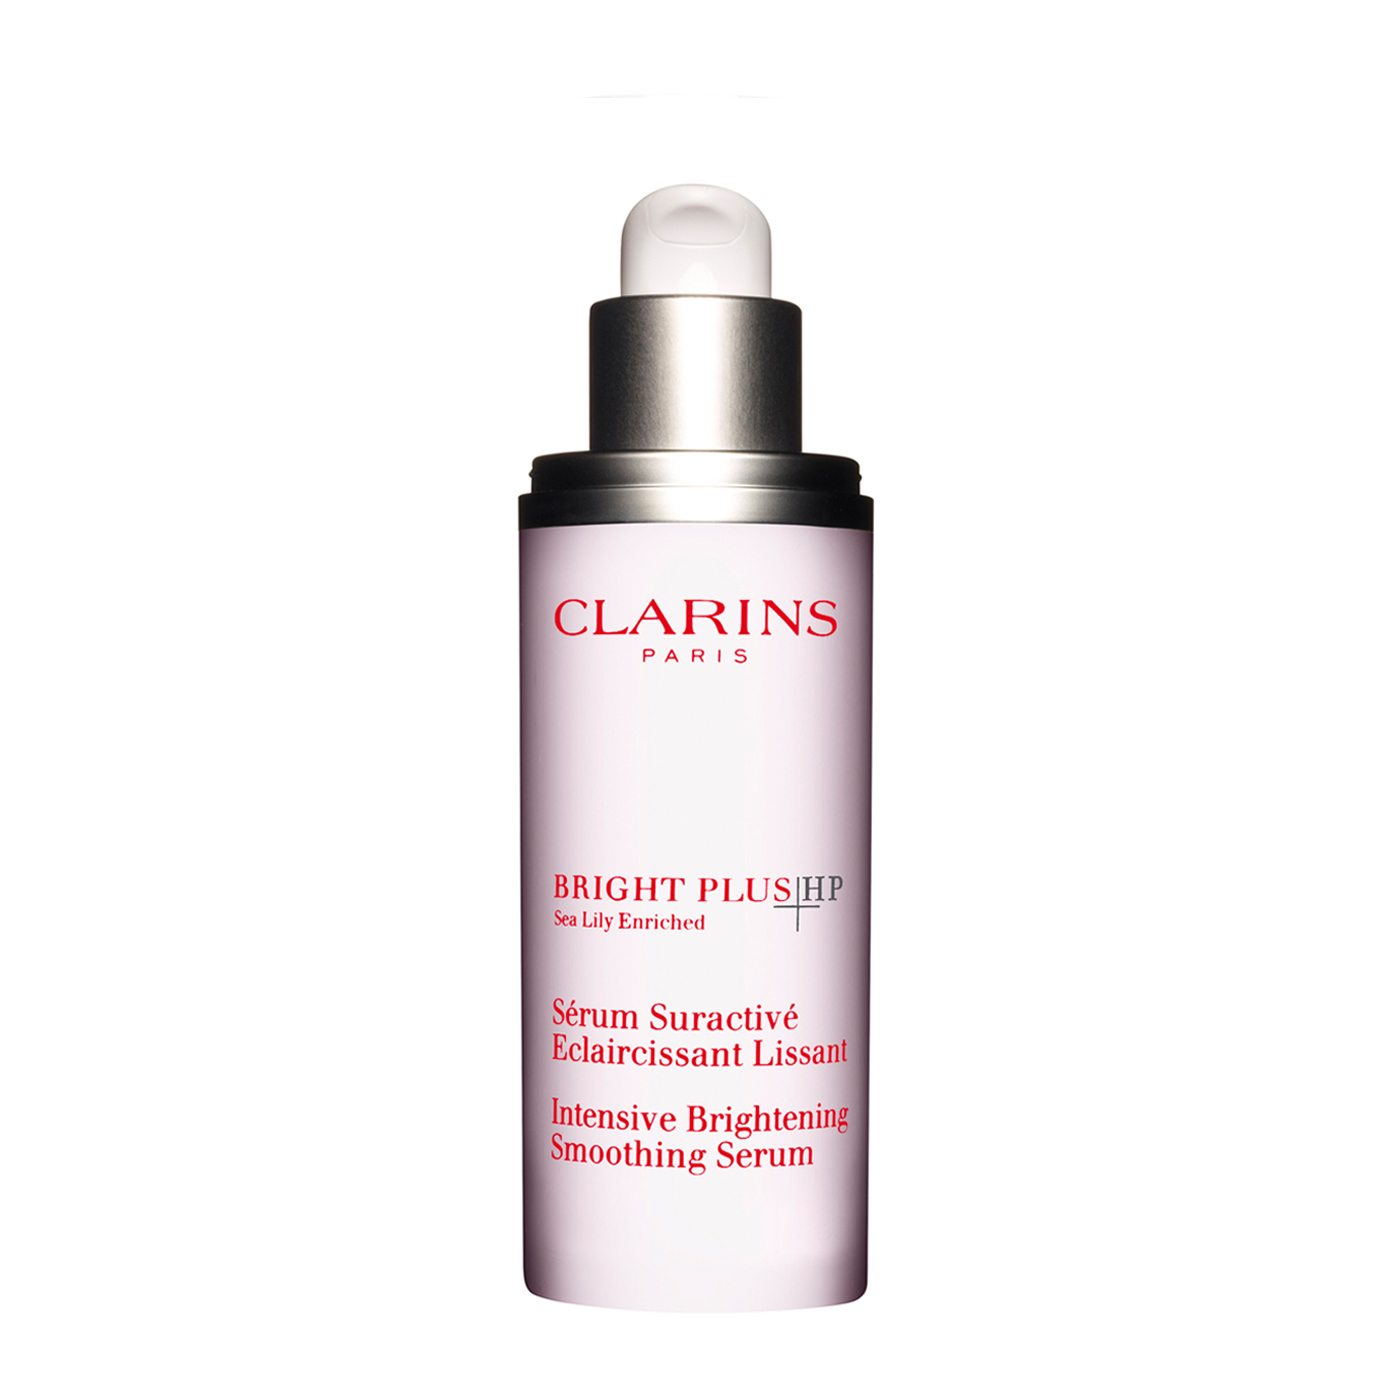 CLARINS
PARIS
BRIGHT PLUS HP
Sea Lily Enriched
Sérum Suractivé
Eclaircissant Lissant
Intensive Brightening
Smoothing Serum